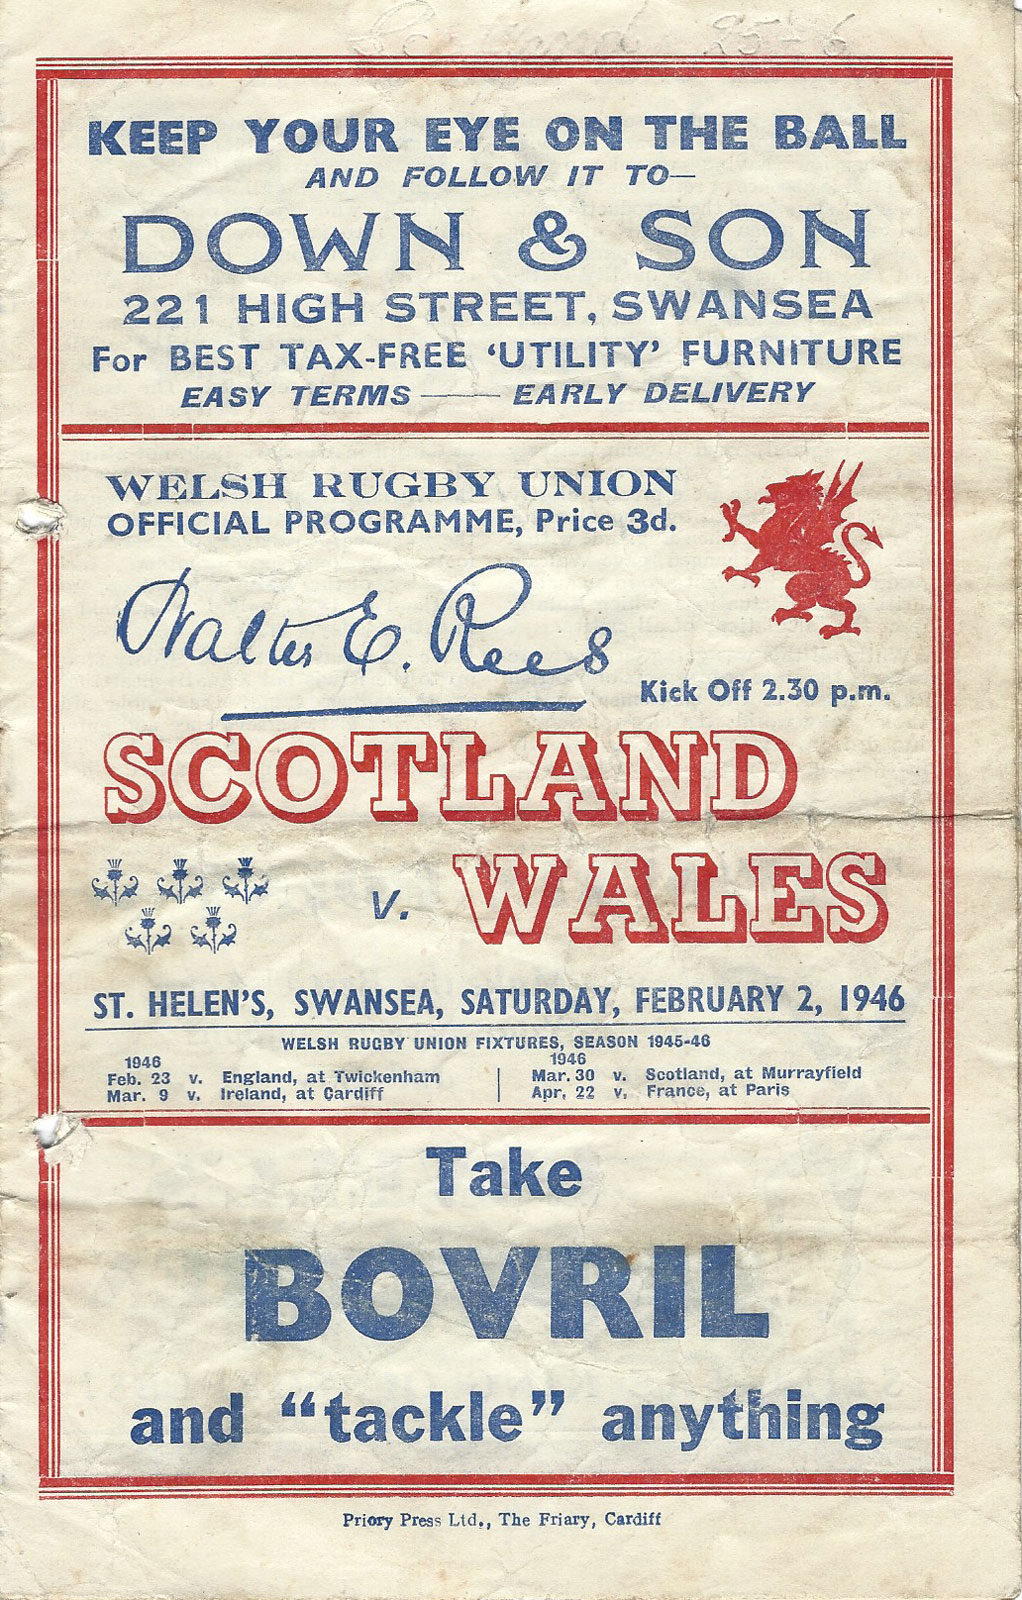 25-6
KEEP YOUR EYE ON THE BALL
AND FOLLOW IT TO—
DOWN & SON
221 HIGH STREET, SWANSEA
For BEST TAX-FREE 'UTILITY' FURNITURE
EASY TERMS — EARLY DELIVERY
WELSH RUGBY UNION
OFFICIAL PROGRAMME, Price 3d.
Walter E. Rees
Kick Off 2.30 p.m.
SCOTLAND
v. WALES
ST. HELEN'S, SWANSEA, SATURDAY, FEBRUARY 2, 1946
WELSH RUGBY UNION FIXTURES, SEASON 1945-46
1946
Feb. 23 v. England, at Twickenham
Mar. 9 v. Ireland, at Cardiff
1946
Mar. 30 v. Scotland, at Murrayfield
Apr. 22 v. France, at Paris
Take
BOVRIL
and "tackle" anything
Priory Press Ltd., The Friary, Cardiff